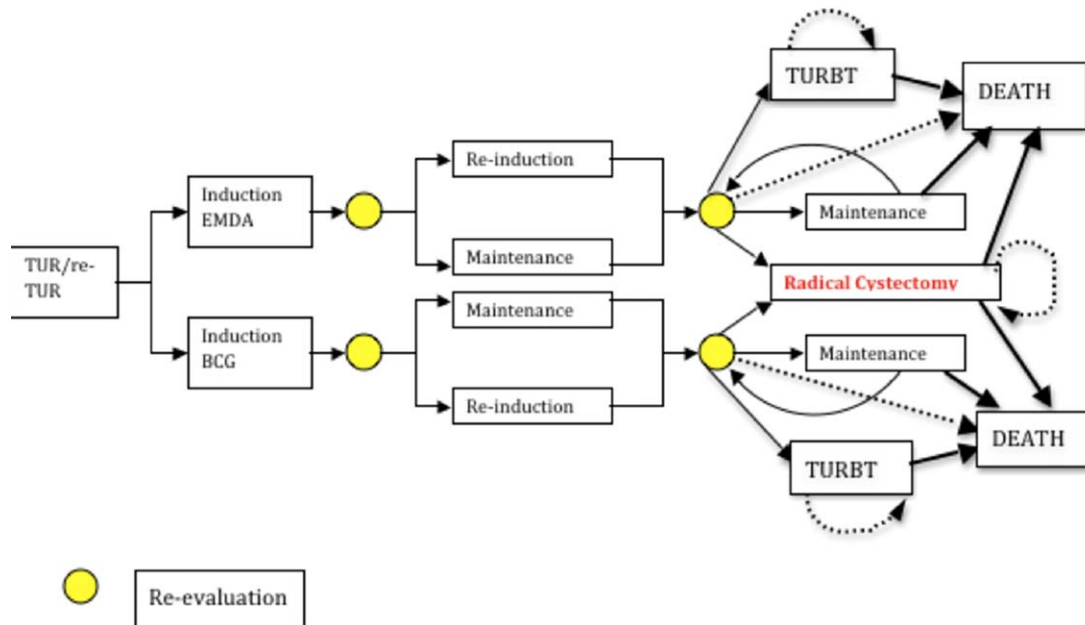 TURBT
DEATH
Re-induction
Induction
EMDA
Maintenance
Maintenance
TUR/re-
TUR
Radical Cystectomy
Maintenance
Induction
BCG
Maintenance
Re-induction
DEATH
TURBT
Re-evaluation